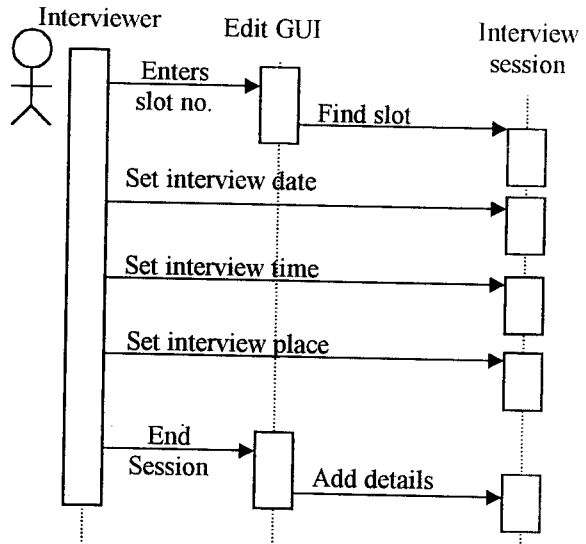 Interviewer
Edit GUI
Interview
session
Enters
slot no.
Find slot
Set interview date
Set interview time
Set interview place
End
Session
Add details